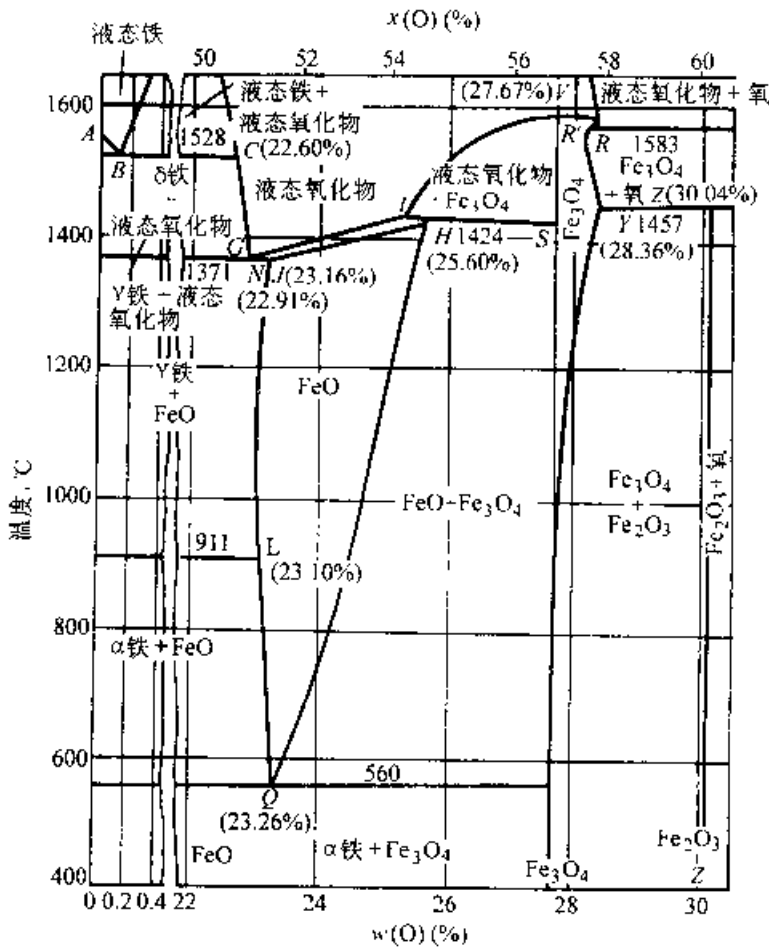 x(O) (%)
液态铁
50
52
54
56
58
60
1600
液态铁+
液态氧化物
(27.67%) V
液态氧化物+氧
A
B
1528
C(22.60%)
R'
R
1583
δ铁
液态氧化物
I
液态氧化物
·Fe₃O₄
Fe₃O₄
Fe₃O₄
+氧 Z(30.04%)
液态氧化物
1400
G
H 1424 — S
Y 1457
(28.36%)
137
N
J(23.16%)
(25.60%)
γ铁-液态
氧化物
(22.91%)
1200
γ铁
+
FeO
FeO
温度,℃
1000
FeO-Fe₃O₄
Fe₃O₄
+
Fe₂O₃
Fe₂O₃+氧
911
L
(23.10%)
800
α铁+FeO
600
560
Q
(23.26%)
FeO
α铁+Fe₃O₄
Fe₃O₄
Fe₂O₃
Z
400
0 0.2 0.4 22
24
26
28
30
w(O) (%)